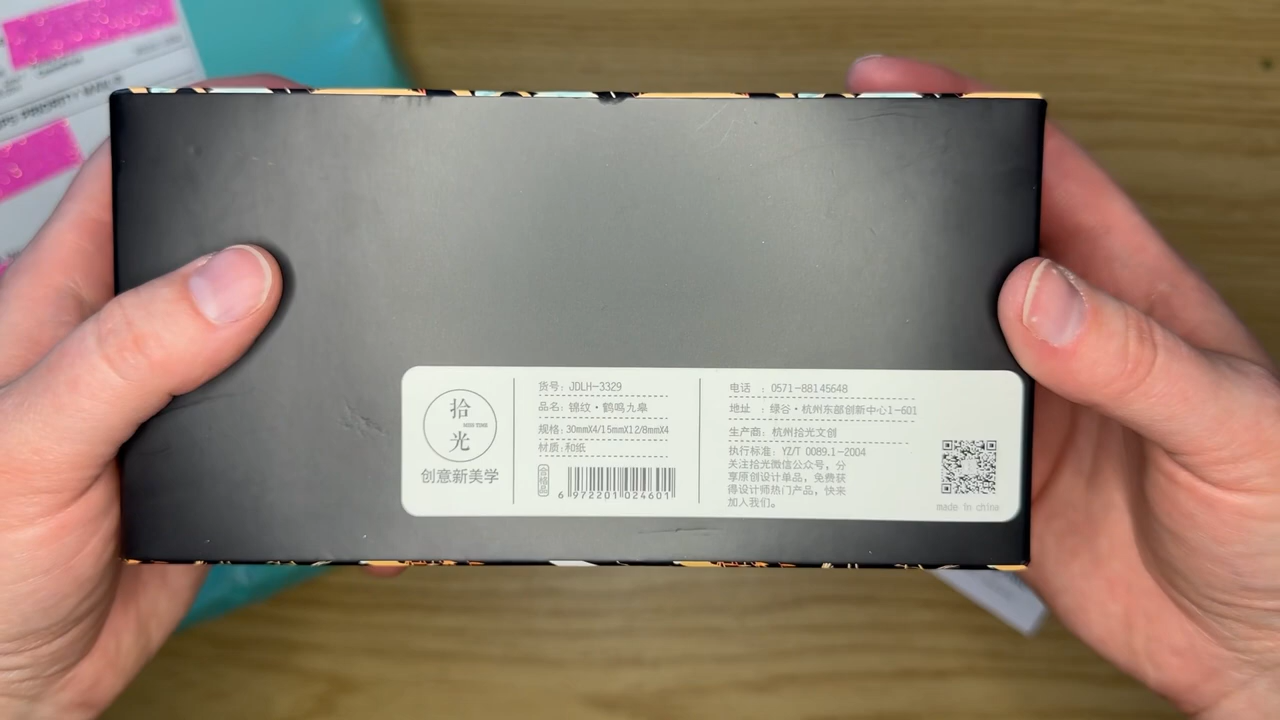 PRIORITY MAIL
拾
光
创意新美学
货号: JDLH-3329
品名: 锦纹·鹤鸣九皋
规格: 30mmX4/15mmX12/8mmX4
材质: 和纸
合格品
6 972201 024601
电话 : 0571-88145648
地址 : 绿谷·杭州东部创新中心1-601
生产商: 杭州拾光文创
执行标准: YZ/T 0089.1-2004
关注拾光微信公众号，分
享原创设计单品，免费获
得设计师热门产品，快来
加入我们。
made in china